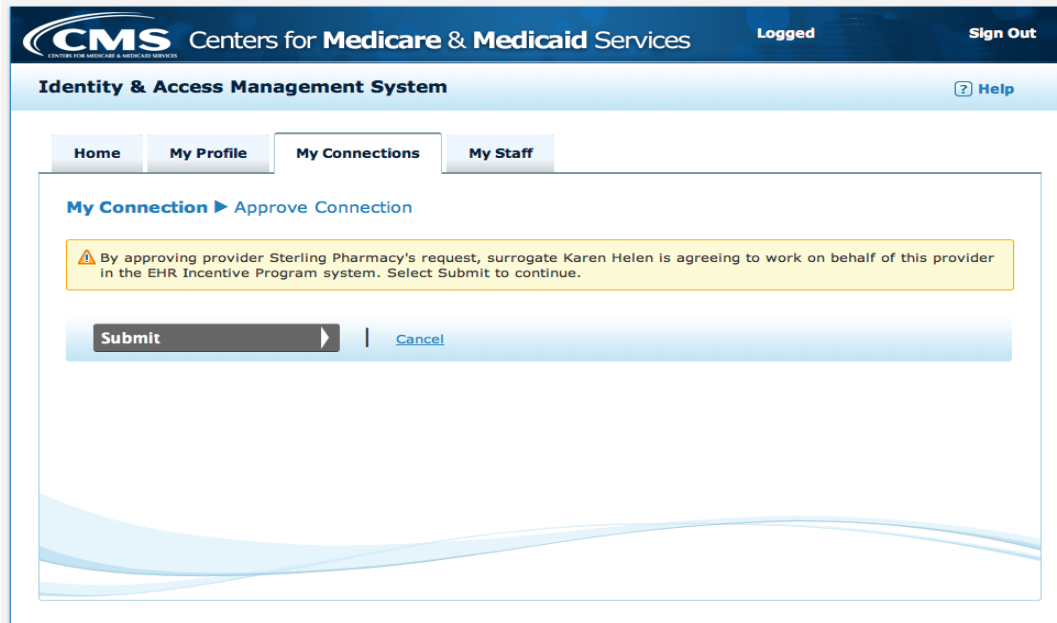 CMS Centers for Medicare & Medicaid Services Logged Sign Out
CENTERS FOR MEDICARE & MEDICAID SERVICES
Identity & Access Management System ? Help
Home My Profile My Connections My Staff
My Connection ▶ Approve Connection
By approving provider Sterling Pharmacy's request, surrogate Karen Helen is agreeing to work on behalf of this provider
in the EHR Incentive Program system. Select Submit to continue.
Submit | Cancel